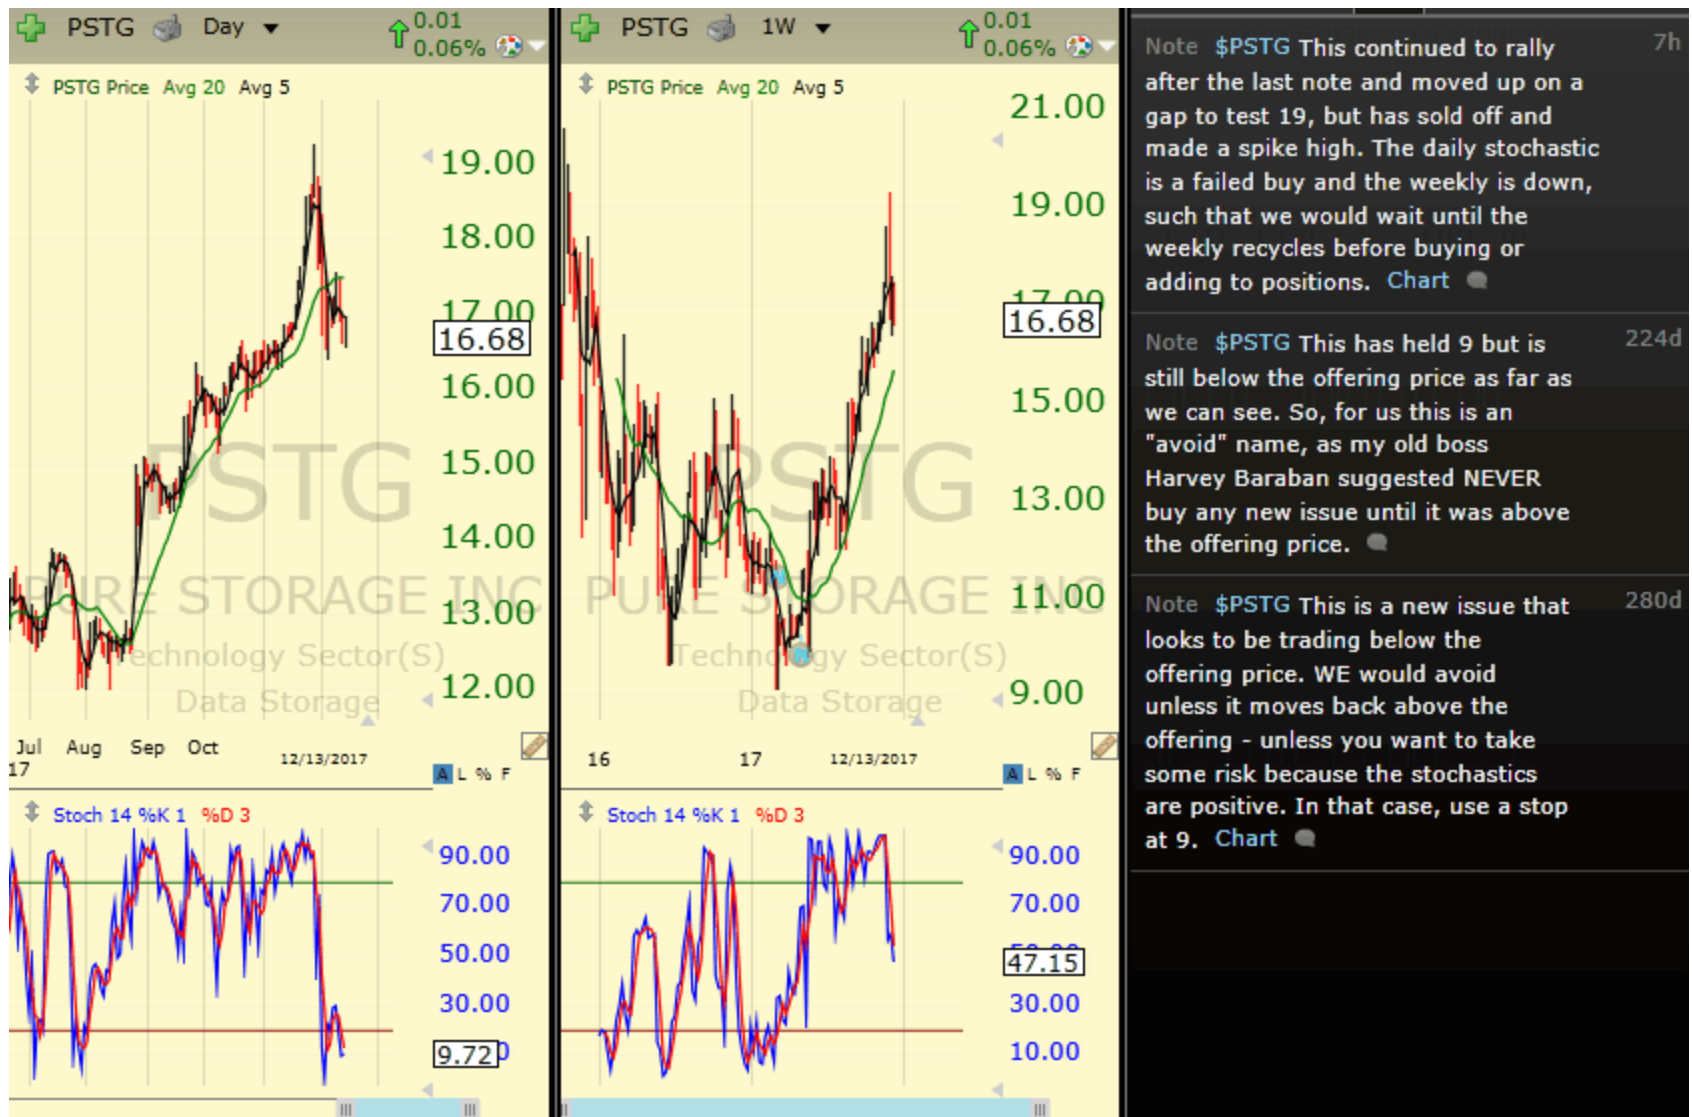 PSTG Day 0.01
0.06%
PSTG Price Avg 20 Avg 5
19.00
18.00
17.00
16.68
16.00
15.00
14.00
13.00
12.00
PSTG
PURE STORAGE INC
Technology Sector(S)
Data Storage
Jul Aug Sep Oct 12/13/2017
17
A L % F
Stoch 14 %K 1 %D 3
90.00
70.00
50.00
30.00
9.72
PSTG 1W 0.01
0.06%
PSTG Price Avg 20 Avg 5
21.00
19.00
17.00
16.68
15.00
13.00
11.00
9.00
PSTG
PURE STORAGE INC
Technology Sector(S)
Data Storage
N
N
16 17 12/13/2017
A L % F
Stoch 14 %K 1 %D 3
90.00
70.00
50.00
47.15
30.00
10.00
Note $PSTG This continued to rally 7h
after the last note and moved up on a
gap to test 19, but has sold off and
made a spike high. The daily stochastic
is a failed buy and the weekly is down,
such that we would wait until the
weekly recycles before buying or
adding to positions. Chart
Note $PSTG This has held 9 but is 224d
still below the offering price as far as
we can see. So, for us this is an
"avoid" name, as my old boss
Harvey Baraban suggested NEVER
buy any new issue until it was above
the offering price.
Note $PSTG This is a new issue that 280d
looks to be trading below the
offering price. WE would avoid
unless it moves back above the
offering - unless you want to take
some risk because the stochastics
are positive. In that case, use a stop
at 9. Chart